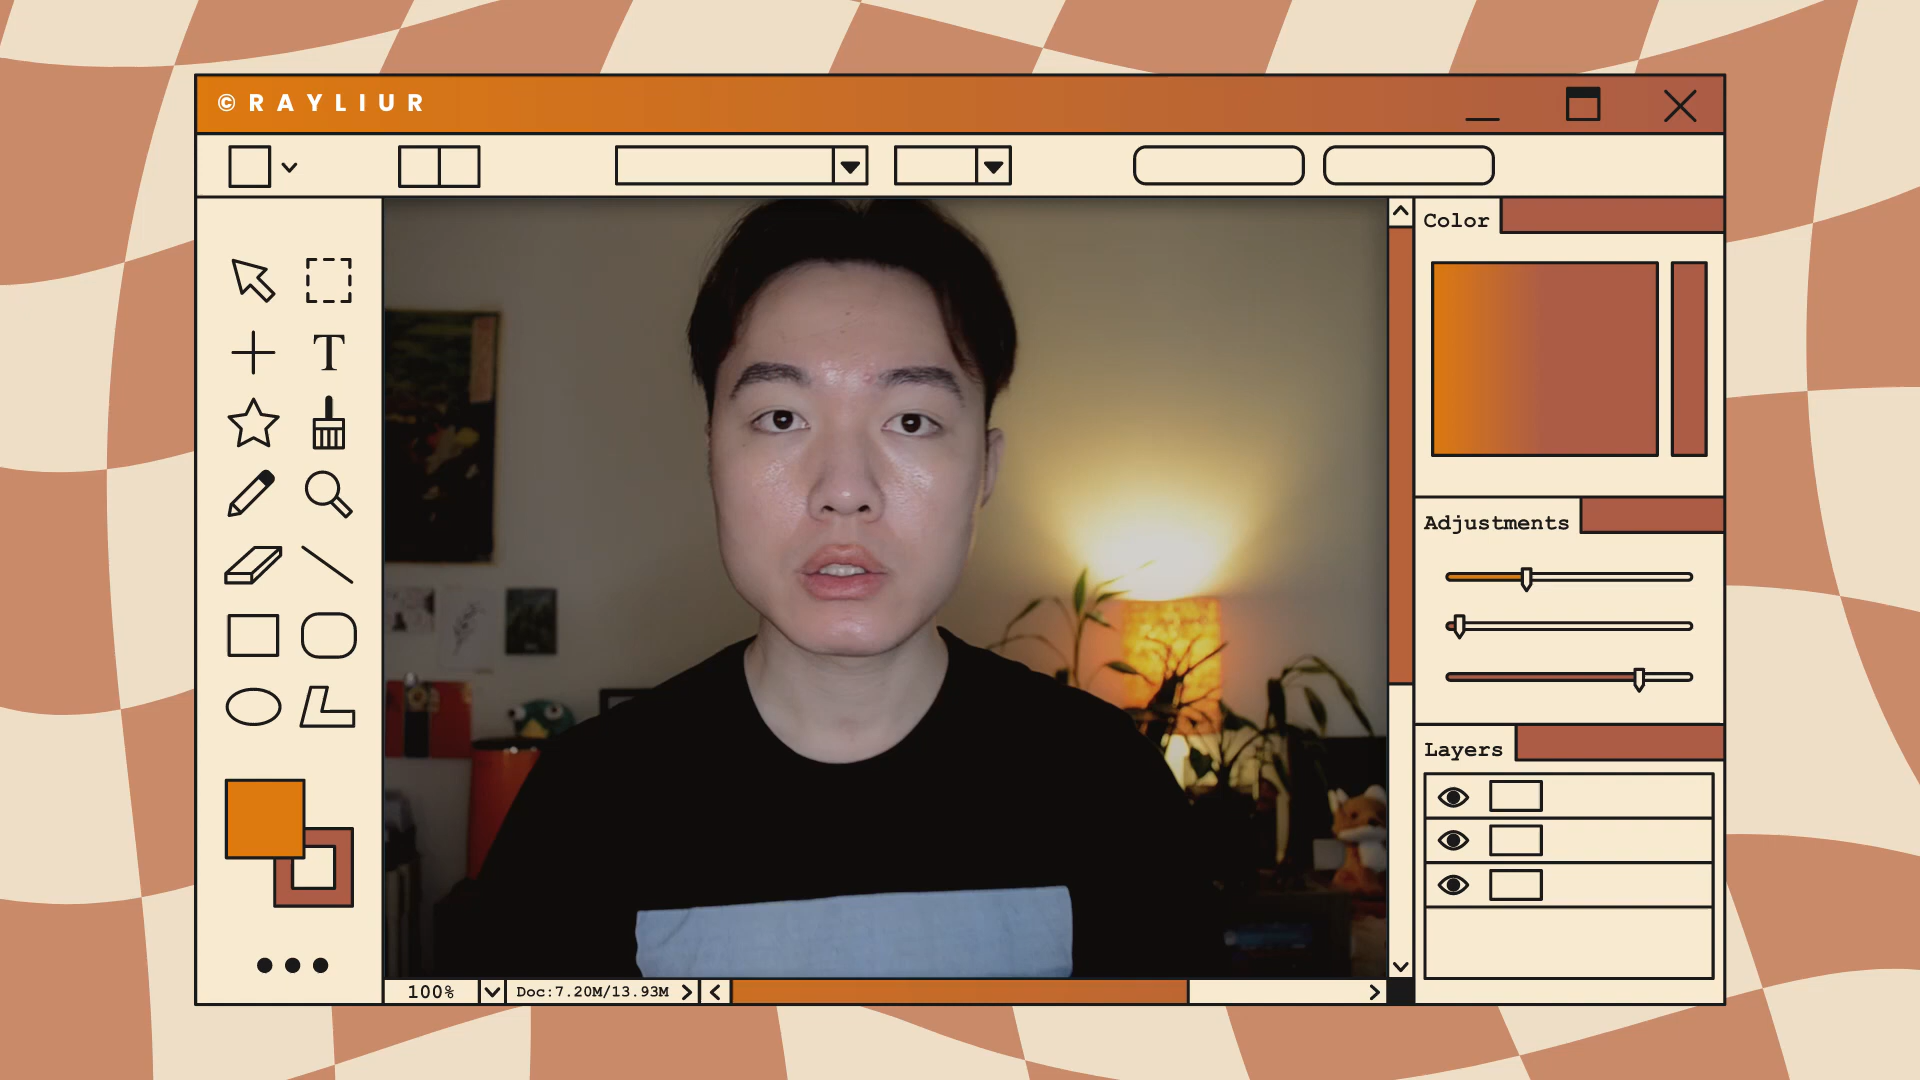 ©RAYLIUR
Color
T
Adjustments
Layers
100%
Doc:7.20M/13.93M